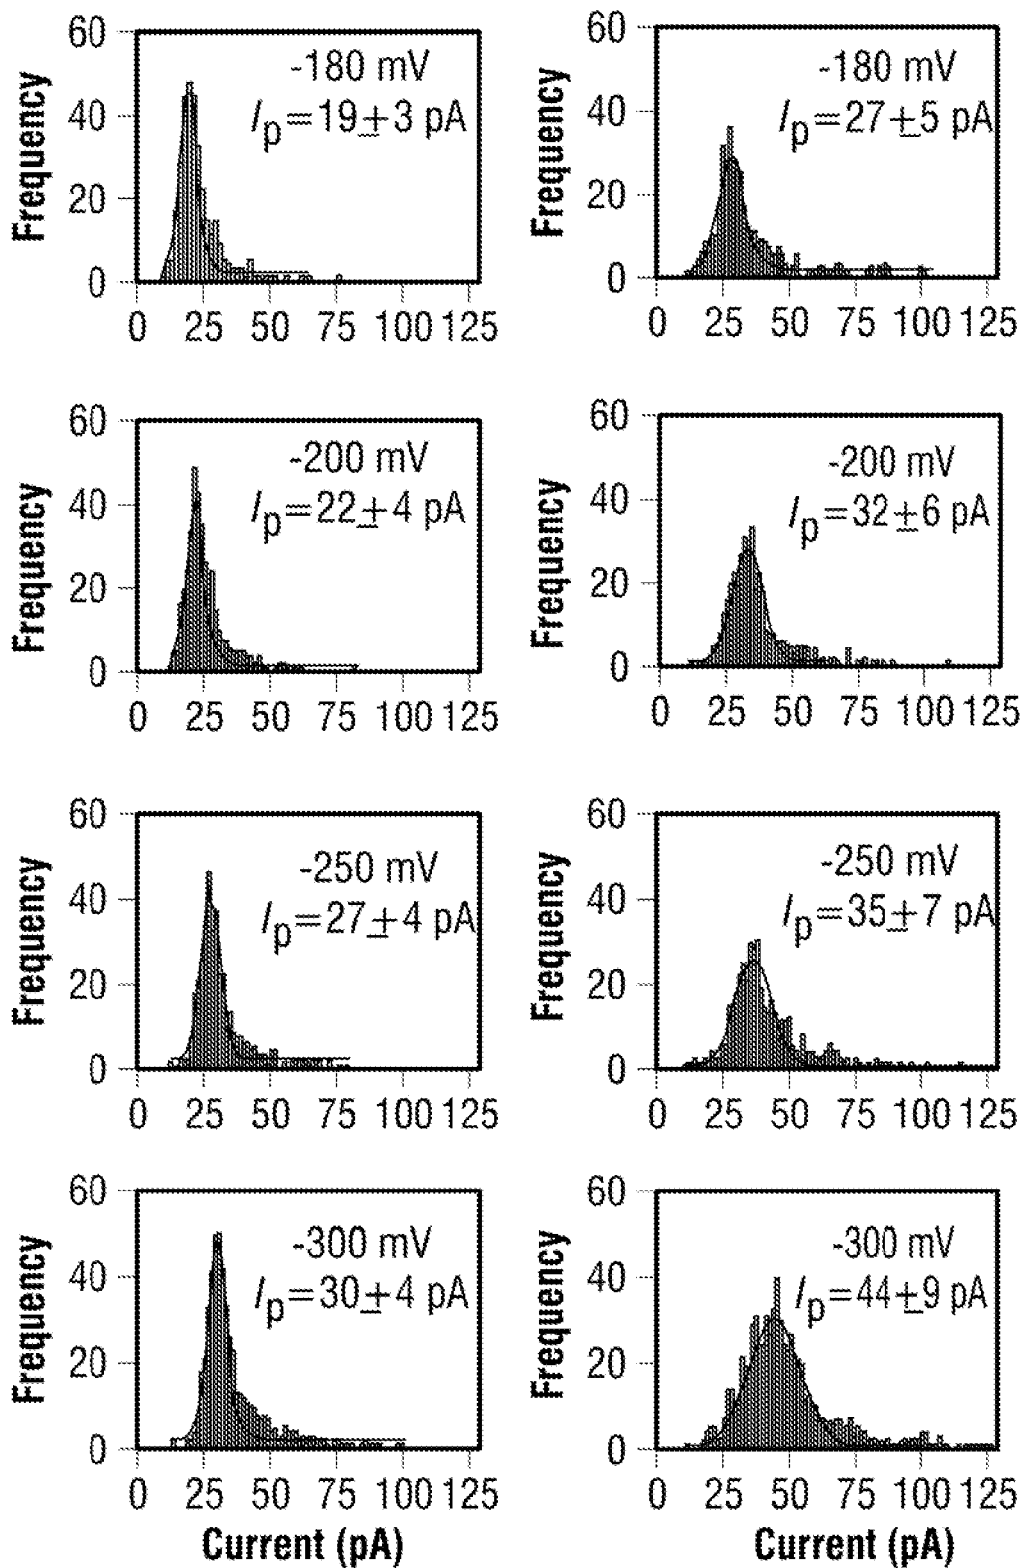 60
40
20
0
Frequency
-180 mV
Ip=19±3 pA
0 25 50 75 100 125
60
40
20
0
Frequency
-180 mV
Ip=27±5 pA
0 25 50 75 100 125
60
40
20
0
Frequency
-200 mV
Ip=22±4 pA
0 25 50 75 100 125
60
40
20
0
Frequency
-200 mV
Ip=32±6 pA
0 25 50 75 100 125
60
40
20
0
Frequency
-250 mV
Ip=27±4 pA
0 25 50 75 100 125
60
40
20
0
Frequency
-250 mV
Ip=35±7 pA
0 25 50 75 100 125
60
40
20
0
Frequency
-300 mV
Ip=30±4 pA
0 25 50 75 100 125
Current (pA)
60
40
20
0
Frequency
-300 mV
Ip=44±9 pA
0 25 50 75 100 125
Current (pA)